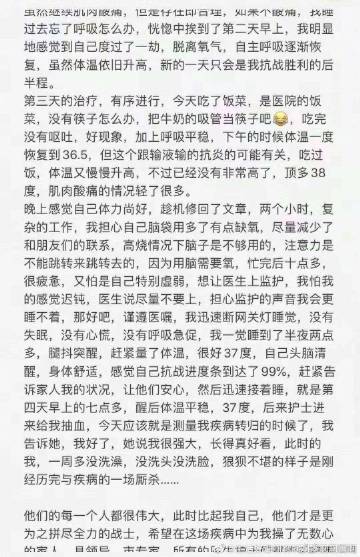 虽然继续肌肉酸痛，但是存在即合理，如果不酸痛，我睡
过去忘了呼吸怎么办，恍惚中挨到了第二天早上，我明
显地感觉到自己度过了一劫，脱离氧气，自主呼吸逐渐恢
复，虽然体温依旧升高，新的一天只会是我抗战胜利的后
半程。
第三天的治疗，有序进行，今天吃了饭菜，是医院的饭
菜，没有筷子怎么办，把牛奶的吸管当筷子吧😂，吃完
没有呕吐，好现象，加上呼吸平稳，下午的时候体温一度
恢复到36.5，但这个跟输液输的抗炎的可能有关，吃过
饭，体温又慢慢升高，不过已经没有非常高了，顶多38
度，肌肉酸痛的情况轻了很多。
晚上感觉自己体力尚好，趁机修回了文章，两个小时，复
杂的工作，我担心自己脑袋用多了有点缺氧，尽量减少了
和朋友们的联系，高烧情况下脑子是不够用的，注意力是
不能跳转来跳转去的，因为用脑需要氧，忙完后十点多，
很疲惫，又怕是自己特别虚弱，想让医生上监护，我怕我
的感觉迟钝，医生说尽量不要上，担心监护的声音我会更
睡不着，那好吧，谨遵医嘱，我迅速断网关灯睡觉，没有
失眠，没有心慌，没有呼吸急促，我一觉睡到了半夜两点
多，腿抖突醒，赶紧量了体温，很好37度，自己头脑清
醒，身体舒适，感觉自己抗战进度条到达了99%，赶紧告
诉家人我的状况，让他们安心，然后迅速接着睡，就是第
四天早上的七点多，醒后体温平稳，37度，后来护士进
来给我抽血，今天应该就是测量我疾病转归的时候了，我
告诉她，我好了，她说我很强大，长得真好看，此时的
我，一周多没洗澡，没洗头没洗脸，狼狈不堪的样子是刚
经历完与疾病的一场厮杀......
他们的每一个人都很伟大，此时比起我自己，他们才是更
为之拼尽全力的战士，希望在这场疾病中为我操了无数心
的家人，县领导，市专家，所有的医生护士